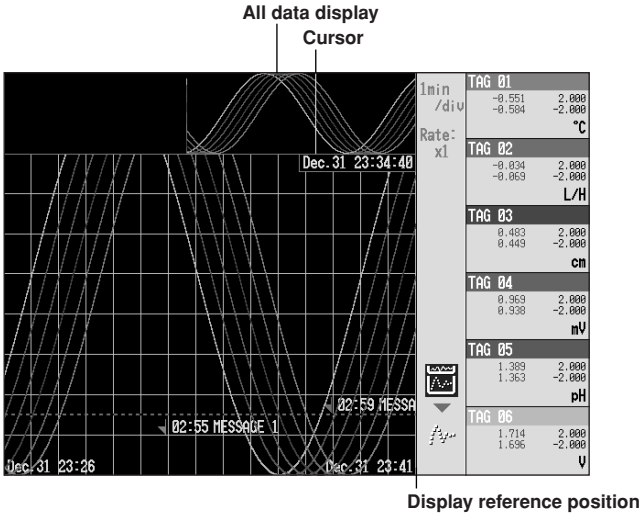 All data display
Cursor
1min
/div
Rate:
x1
Dec.31 23:34:40
TAG 01
-0.551 2.000
-0.584 -2.000
°C
TAG 02
-0.034 2.000
-0.069 -2.000
L/H
TAG 03
0.483 2.000
0.449 -2.000
cm
TAG 04
0.969 2.000
0.938 -2.000
mV
TAG 05
1.389 2.000
1.363 -2.000
pH
TAG 06
1.714 2.000
1.696 -2.000
V
02:59 MESSA
02:55 MESSAGE 1
Dec.31 23:26
Dec.31 23:41
Display reference position